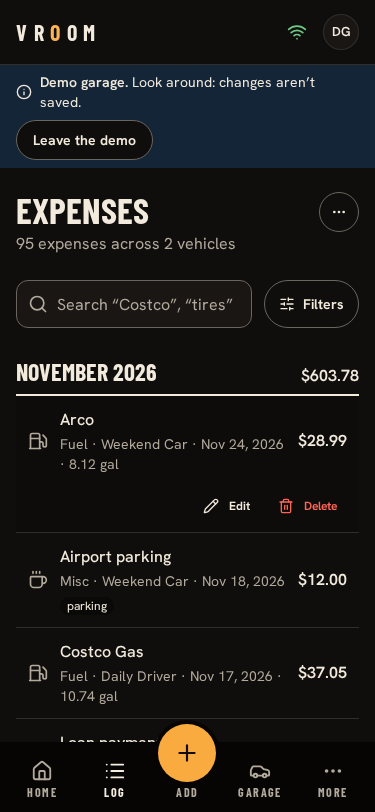 VROOM
DG
Demo garage. Look around: changes aren’t
saved.
Leave the demo
EXPENSES
95 expenses across 2 vehicles
Search “Costco”, “tires”
Filters
NOVEMBER 2026
$603.78
Arco
Fuel · Weekend Car · Nov 24, 2026
· 8.12 gal
$28.99
Edit
Delete
Airport parking
Misc · Weekend Car · Nov 18, 2026
parking
$12.00
Costco Gas
Fuel · Daily Driver · Nov 17, 2026 ·
10.74 gal
$37.05
Loan
HOME
LOG
ADD
GARAGE
MORE